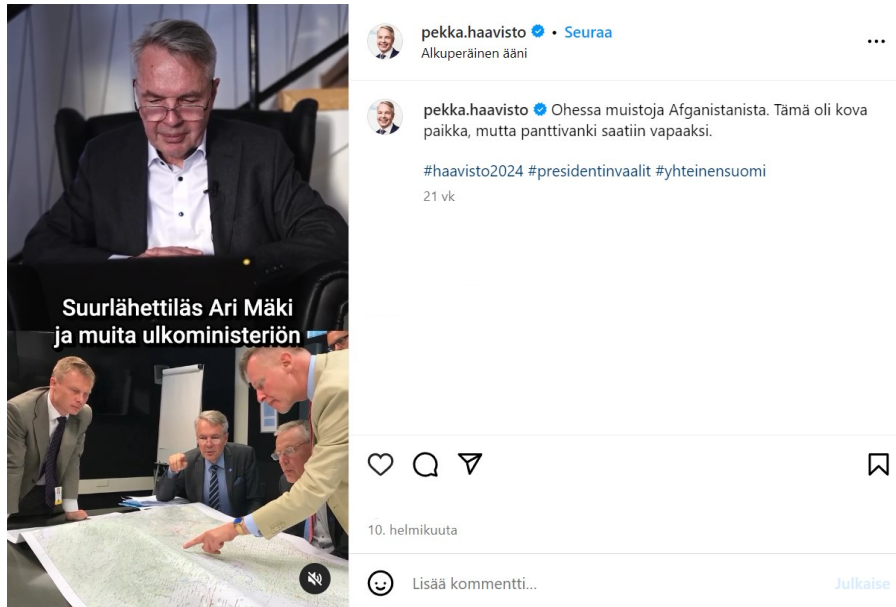 Suurlähettiläs Ari Mäki
ja muita ulkoministeriön
pekka.haavisto • Seuraa
Alkuperäinen ääni
pekka.haavisto Ohessa muistoja Afganistanista. Tämä oli kova
paikka, mutta panttivanki saatiin vapaaksi.
#haavisto2024 #presidentinvaalit #yhteinensuomi
21 vk
10. helmikuuta
Lisää kommentti...
Julkaise